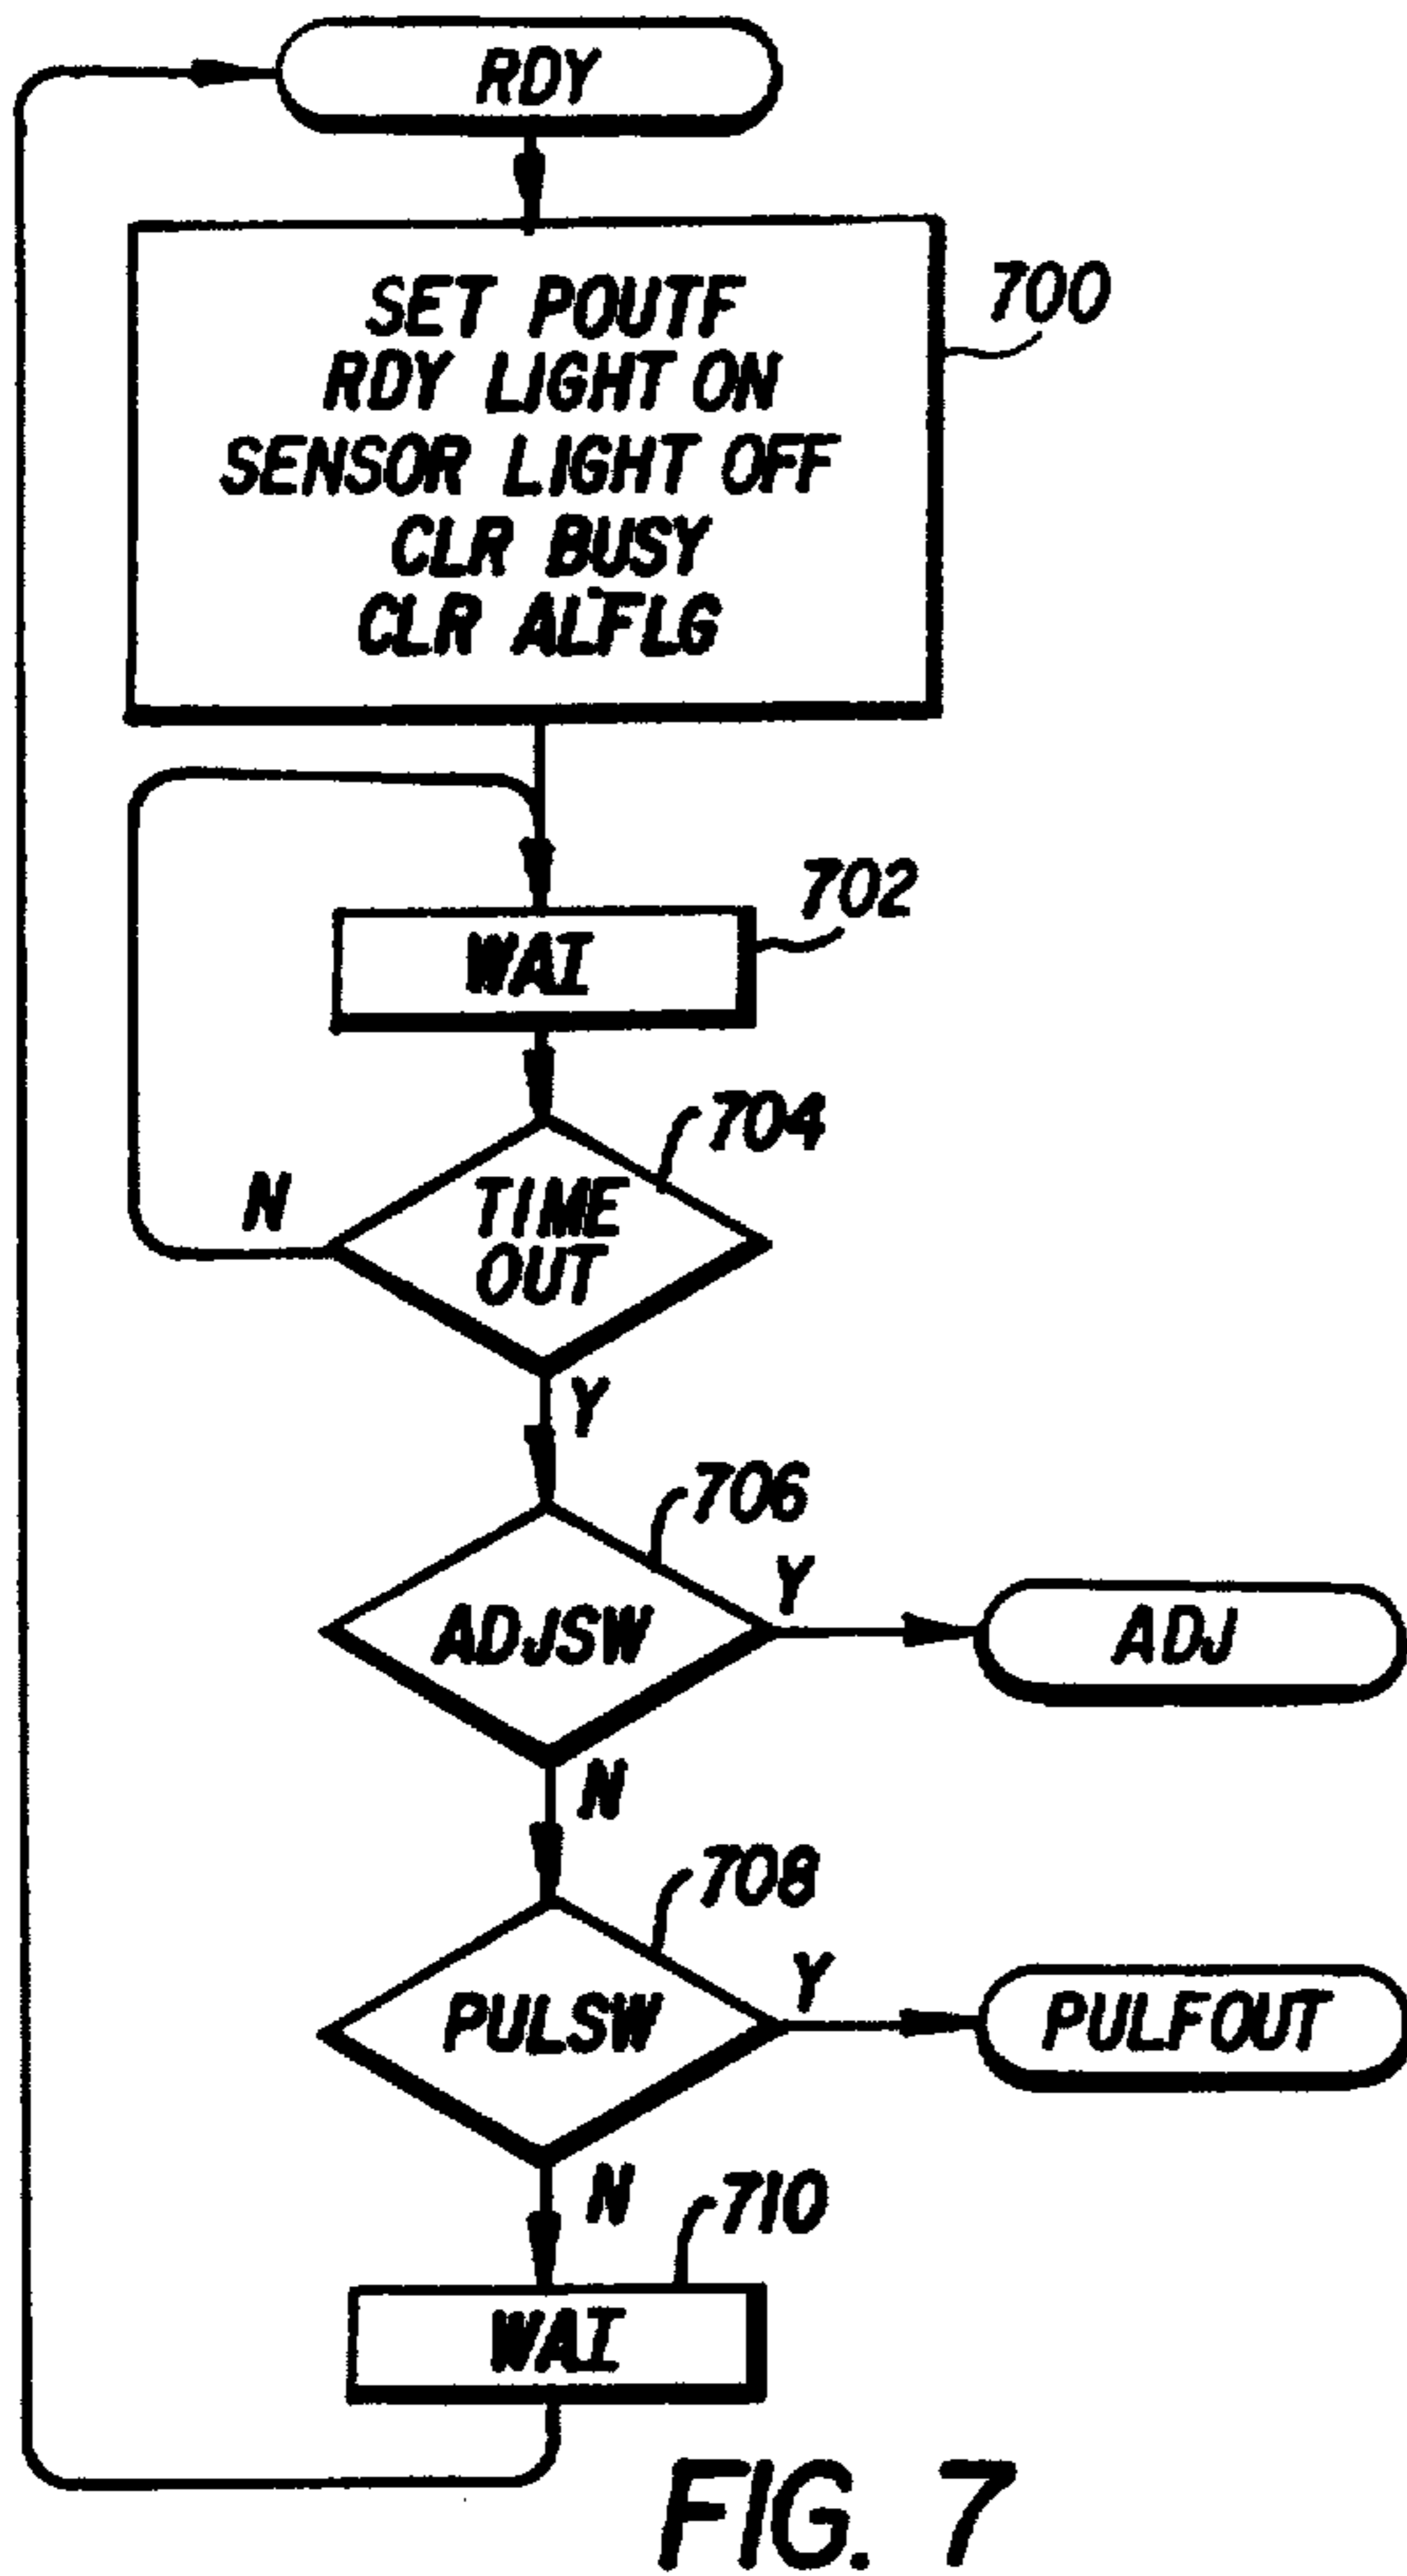 RDY
SET POUTF
RDY LIGHT ON
SENSOR LIGHT OFF
CLR BUSY
CLR ALFLG
700
WAI
702
704
TIME
OUT
N
Y
706
ADJSW
Y
ADJ
N
708
PULSW
Y
PULFOUT
N
710
WAI
FIG. 7